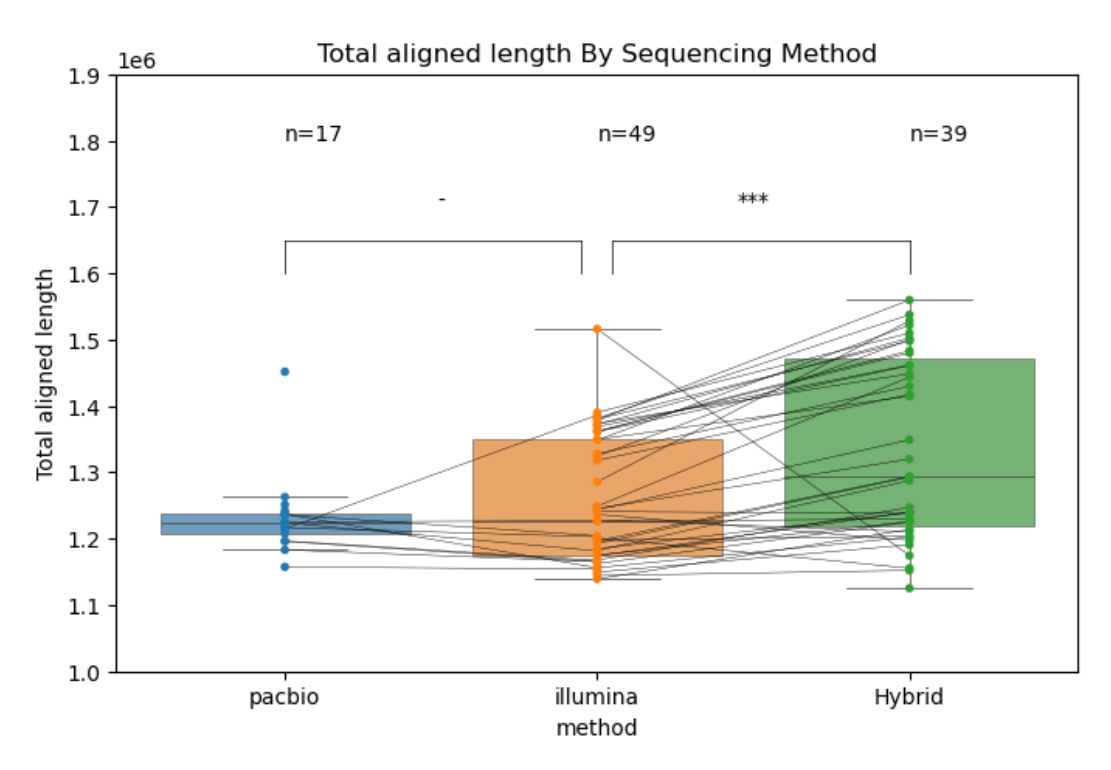 Total aligned length By Sequencing Method
1e6
1.9
1.8
1.7
1.6
1.5
1.4
1.3
1.2
1.1
1.0
Total aligned length
n=17
n=49
n=39
-
***
pacbio
illumina
Hybrid
method